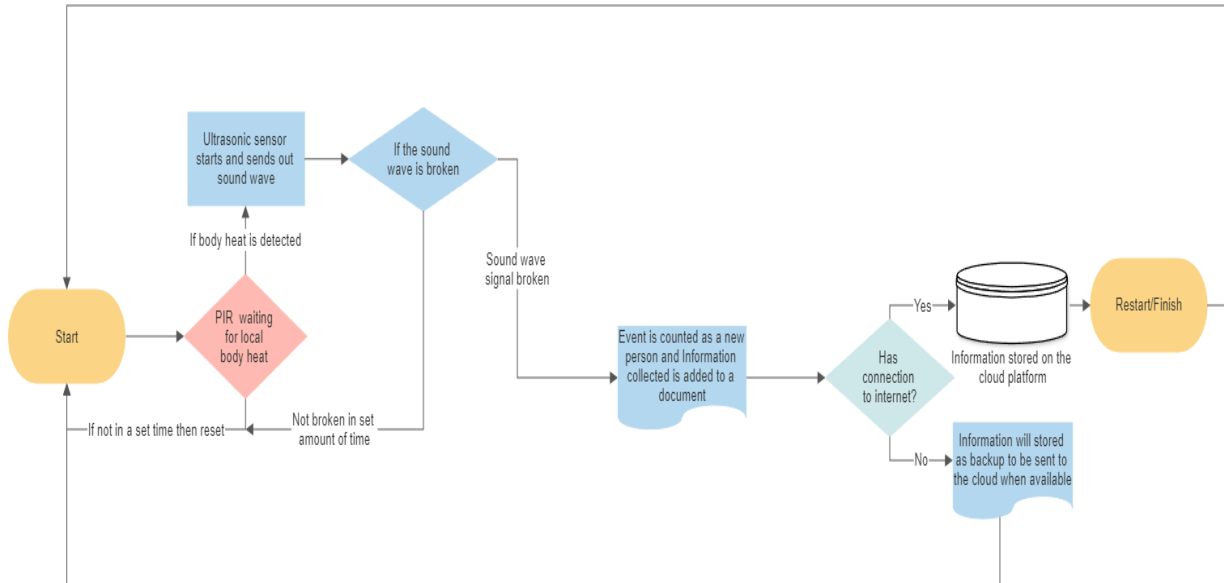 Ultrasonic sensor
starts and sends out
sound wave
If the sound
wave is broken
If body heat is detected
Sound wave
signal broken
Start
PIR waiting
for local
body heat
If not in a set time then reset
Not broken in set
amount of time
Event is counted as a new
person and Information
collected is added to a
document
Has
connection
to internet?
Yes
Information stored on the
cloud platform
Restart/Finish
No
Information will stored
as backup to be sent to
the cloud when available